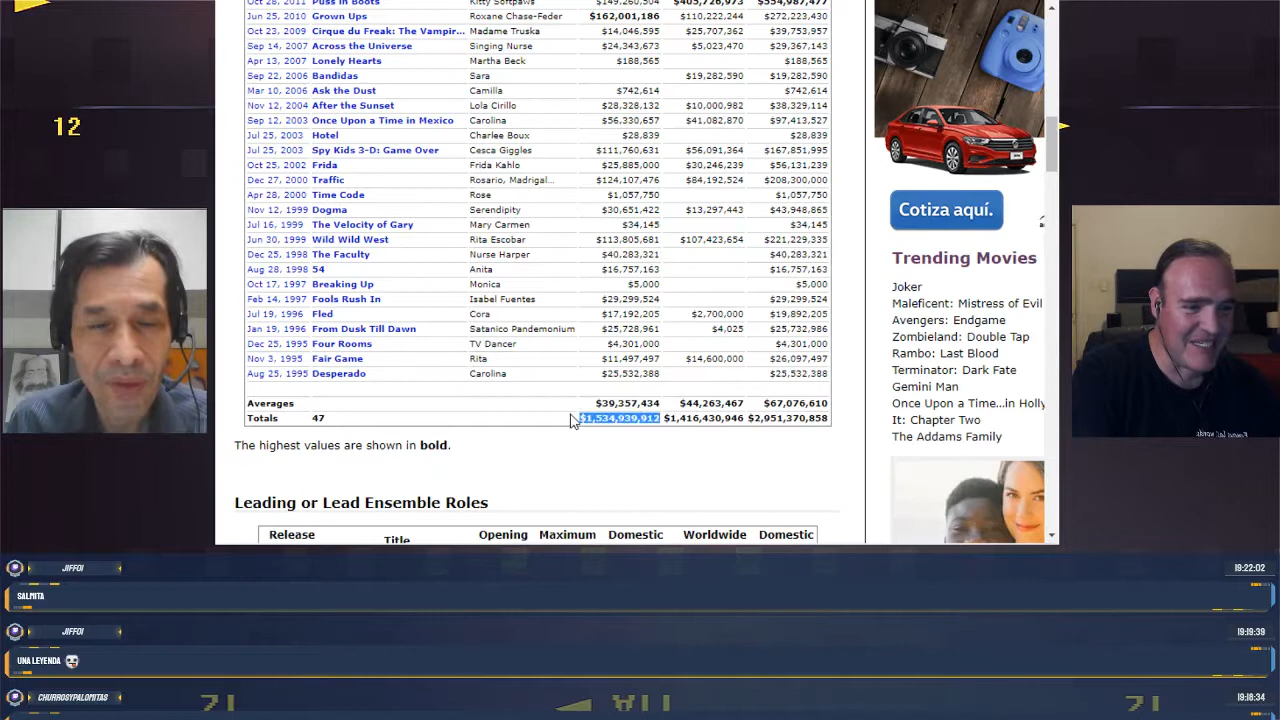 Oct 28, 2011 Puss in Boots Kitty Softpaws $149,260,504 $405,726,973 $554,987,477
Jun 25, 2010 Grown Ups Roxane Chase-Feder $162,001,186 $110,222,244 $272,223,430
Oct 23, 2009 Cirque du Freak: The Vampir... Madame Truska $14,046,595 $25,707,362 $39,753,957
Sep 14, 2007 Across the Universe Singing Nurse $24,343,673 $5,023,470 $29,367,143
Apr 13, 2007 Lonely Hearts Martha Beck $188,565 $188,565
Sep 22, 2006 Bandidas Sara $19,282,590 $19,282,590
Mar 10, 2006 Ask the Dust Camilla $742,614 $742,614
Nov 12, 2004 After the Sunset Lola Cirillo $28,328,132 $10,000,982 $38,329,114
Sep 12, 2003 Once Upon a Time in Mexico Carolina $56,330,657 $41,082,870 $97,413,527
Jul 25, 2003 Hotel Charlee Boux $28,839 $28,839
Jul 25, 2003 Spy Kids 3-D: Game Over Cesca Giggles $111,760,631 $56,091,364 $167,851,995
Oct 25, 2002 Frida Frida Kahlo $25,885,000 $30,246,239 $56,131,239
Dec 27, 2000 Traffic Rosario, Madrigal... $124,107,476 $84,192,524 $208,300,000
Apr 28, 2000 Time Code Rose $1,057,750 $1,057,750
Nov 12, 1999 Dogma Serendipity $30,651,422 $13,297,443 $43,948,865
Jul 16, 1999 The Velocity of Gary Mary Carmen $34,145 $34,145
Jun 30, 1999 Wild Wild West Rita Escobar $113,805,681 $107,423,654 $221,229,335
Dec 25, 1998 The Faculty Nurse Harper $40,283,321 $40,283,321
Aug 28, 1998 54 Anita $16,757,163 $16,757,163
Oct 17, 1997 Breaking Up Monica $5,000 $5,000
Feb 14, 1997 Fools Rush In Isabel Fuentes $29,299,524 $29,299,524
Jul 19, 1996 Fled Cora $17,192,205 $2,700,000 $19,892,205
Jan 19, 1996 From Dusk Till Dawn Satanico Pandemonium $25,728,961 $4,025 $25,732,986
Dec 25, 1995 Four Rooms TV Dancer $4,301,000 $4,301,000
Nov 3, 1995 Fair Game Rita $11,497,497 $14,600,000 $26,097,497
Aug 25, 1995 Desperado Carolina $25,532,388 $25,532,388
Averages $39,357,434 $44,263,467 $67,076,610
Totals 47 $1,534,939,912 $1,416,430,946 $2,951,370,858
The highest values are shown in bold.
Leading or Lead Ensemble Roles
Release Title Opening Maximum Domestic Worldwide Domestic
12
Cotiza aquí.
Trending Movies
Joker
Maleficent: Mistress of Evil
Avengers: Endgame
Zombieland: Double Tap
Rambo: Last Blood
Terminator: Dark Fate
Gemini Man
Once Upon a Time...in Holly
It: Chapter Two
The Addams Family
JIFFOI 19:22:02
SALMITA
JIFFOI 19:19:39
UNA LEYENDA
CHURROSYPALOMITAS 19:18:34